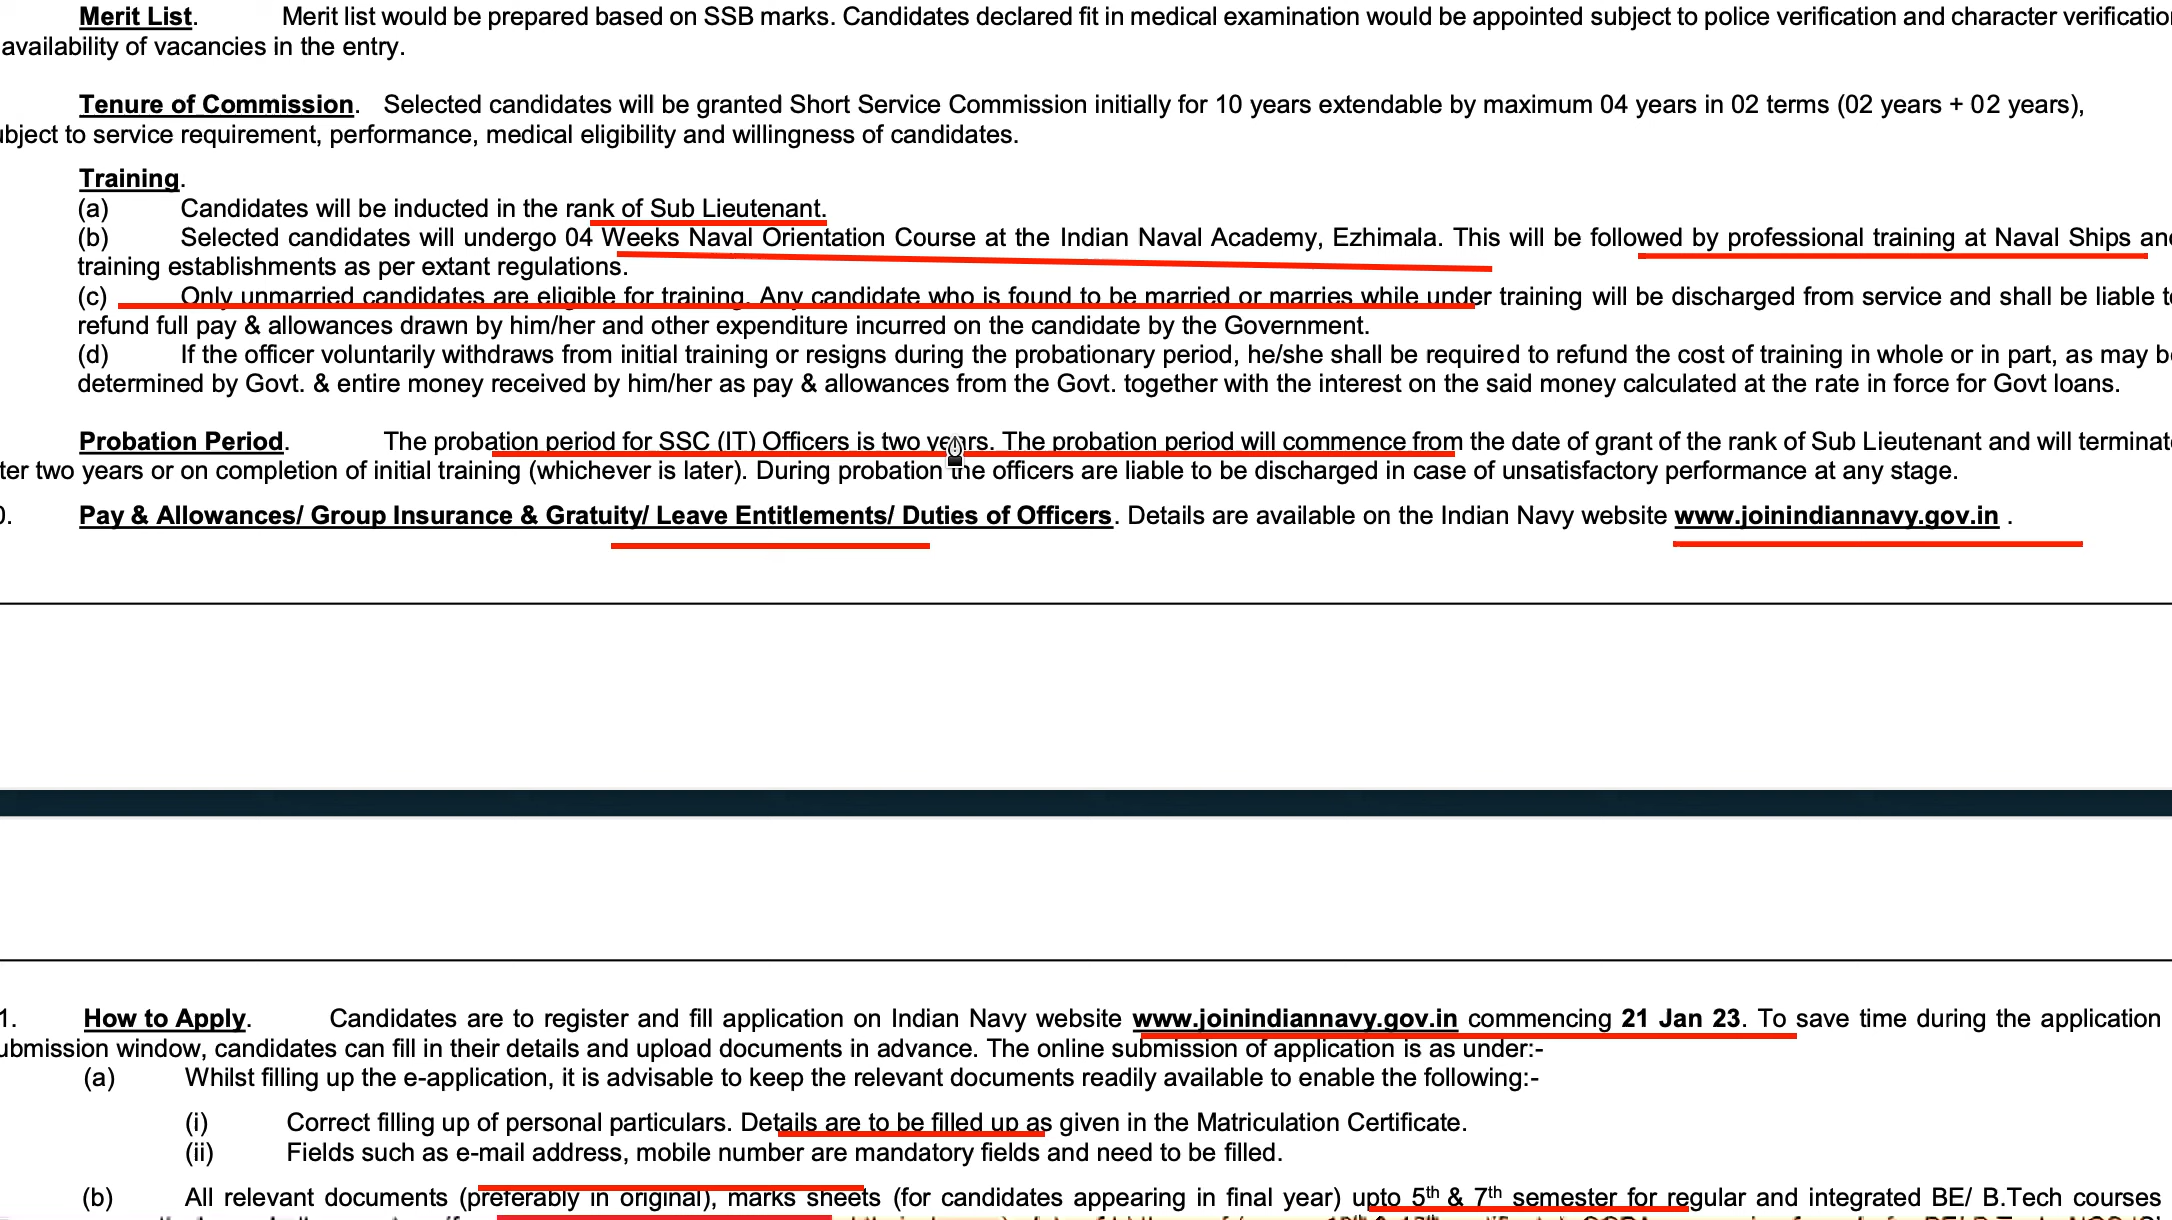 Merit List. Merit list would be prepared based on SSB marks. Candidates declared fit in medical examination would be appointed subject to police verification and character verificatio
availability of vacancies in the entry.
Tenure of Commission. Selected candidates will be granted Short Service Commission initially for 10 years extendable by maximum 04 years in 02 terms (02 years + 02 years),
bject to service requirement, performance, medical eligibility and willingness of candidates.
Training.
(a) Candidates will be inducted in the rank of Sub Lieutenant.
(b) Selected candidates will undergo 04 Weeks Naval Orientation Course at the Indian Naval Academy, Ezhimala. This will be followed by professional training at Naval Ships and
training establishments as per extant regulations.
(c) Only unmarried candidates are eligible for training. Any candidate who is found to be married or marries while under training will be discharged from service and shall be liable to
refund full pay & allowances drawn by him/her and other expenditure incurred on the candidate by the Government.
(d) If the officer voluntarily withdraws from initial training or resigns during the probationary period, he/she shall be required to refund the cost of training in whole or in part, as may be
determined by Govt. & entire money received by him/her as pay & allowances from the Govt. together with the interest on the said money calculated at the rate in force for Govt loans.
Probation Period. The probation period for SSC (IT) Officers is two years. The probation period will commence from the date of grant of the rank of Sub Lieutenant and will terminat
ter two years or on completion of initial training (whichever is later). During probation the officers are liable to be discharged in case of unsatisfactory performance at any stage.
0. Pay & Allowances/ Group Insurance & Gratuity/ Leave Entitlements/ Duties of Officers. Details are available on the Indian Navy website www.joinindiannavy.gov.in .
1. How to Apply. Candidates are to register and fill application on Indian Navy website www.joinindiannavy.gov.in commencing 21 Jan 23. To save time during the application
ubmission window, candidates can fill in their details and upload documents in advance. The online submission of application is as under:-
(a) Whilst filling up the e-application, it is advisable to keep the relevant documents readily available to enable the following:-
(i) Correct filling up of personal particulars. Details are to be filled up as given in the Matriculation Certificate.
(ii) Fields such as e-mail address, mobile number are mandatory fields and need to be filled.
(b) All relevant documents (preferably in original), marks sheets (for candidates appearing in final year) upto 5th & 7th semester for regular and integrated BE/ B.Tech courses